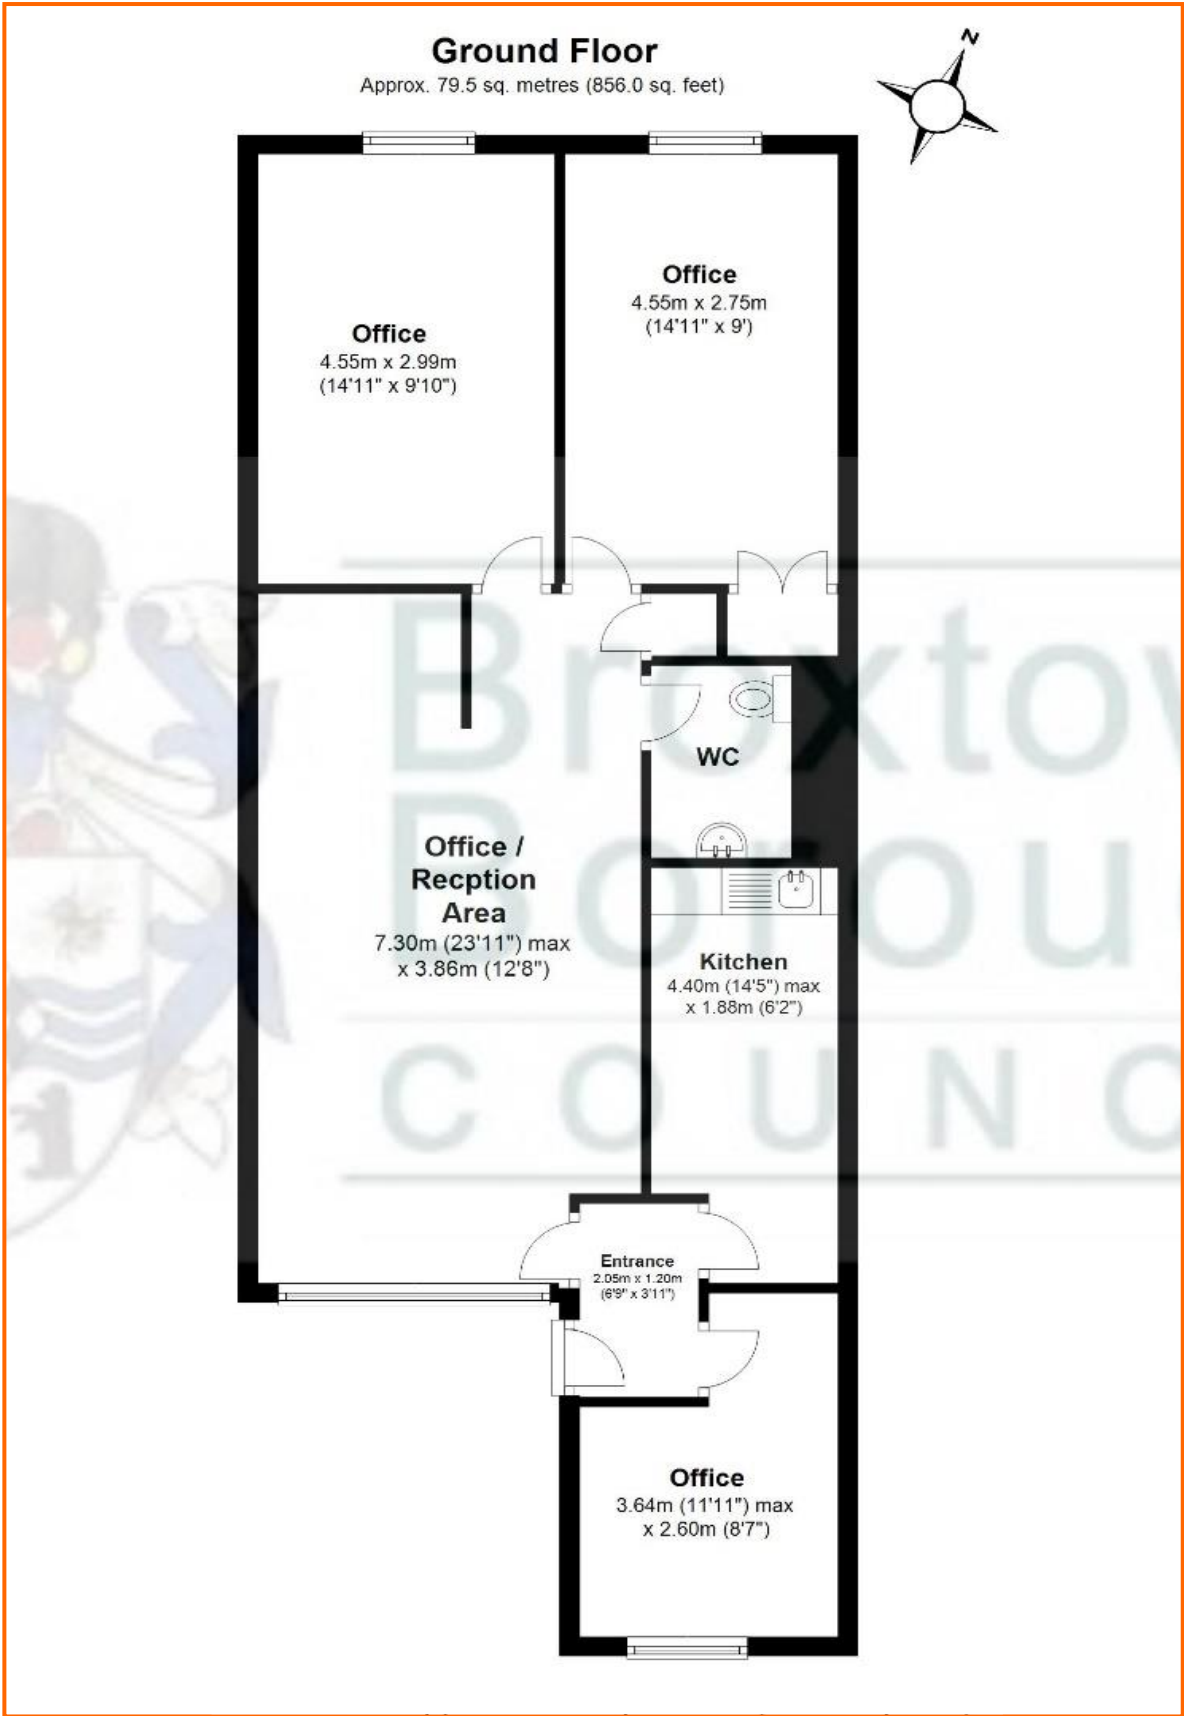 Ground Floor
Approx. 79.5 sq. metres (856.0 sq. feet)
N
Office
4.55m x 2.75m
(14'11" x 9')
Office
4.55m x 2.99m
(14'11" x 9'10")
WC
Office /
Recption
Area
7.30m (23'11") max
x 3.86m (12'8")
Kitchen
4.40m (14'5") max
x 1.88m (6'2")
Entrance
2.05m x 1.20m
(6'9" x 3'11")
Office
3.64m (11'11") max
x 2.60m (8'7")
Broxtow
Borou
COUNC